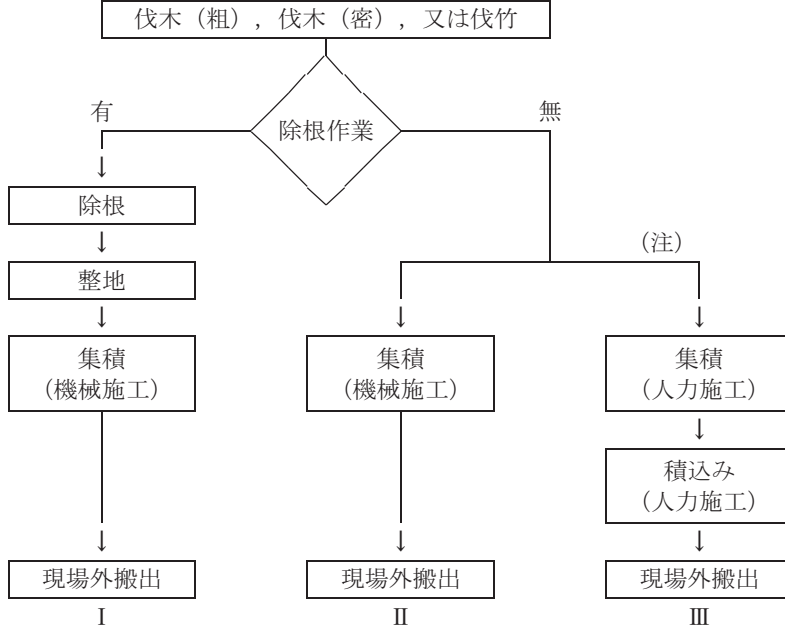 伐木（粗），伐木（密），又は伐竹
有
除根作業
無
↓
除根
（注）
↓
整地
↓
↓
↓
集積
（機械施工）
集積
（機械施工）
集積
（人力施工）
↓
積込み
（人力施工）
↓
↓
↓
現場外搬出
現場外搬出
現場外搬出
Ⅰ
Ⅱ
Ⅲ